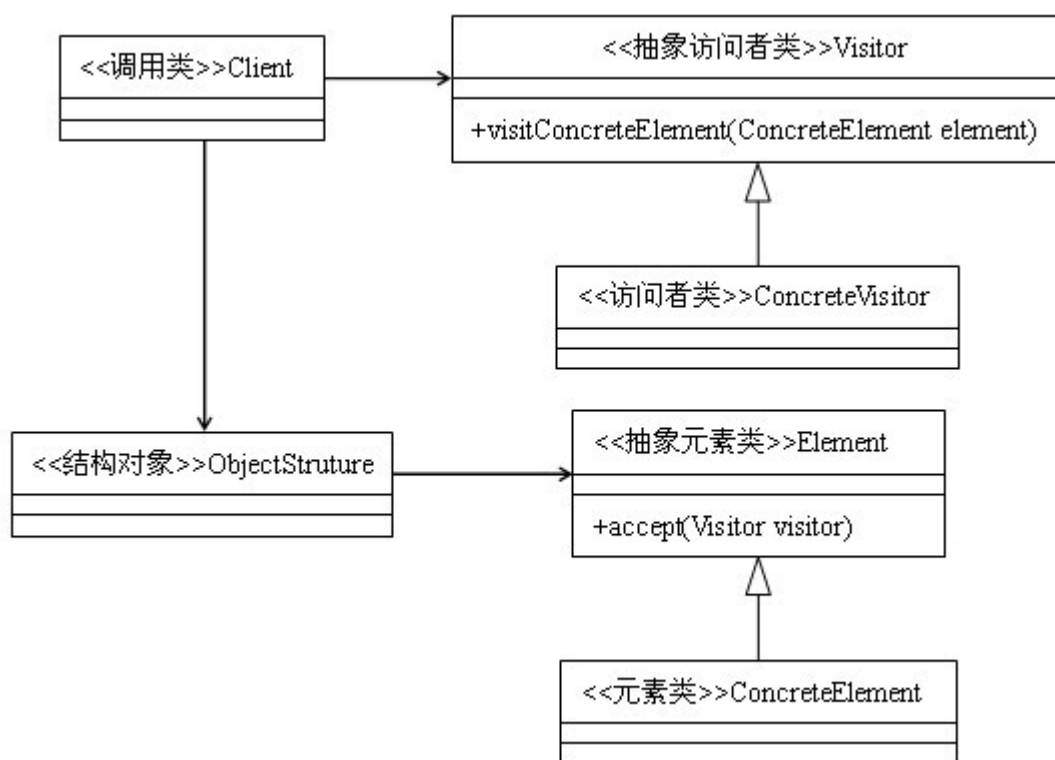 <<调用类>>Client
<<抽象访问者类>>Visitor
+visitConcreteElement(ConcreteElement element)
<<访问者类>>ConcreteVisitor
<<结构对象>>ObjectStruture
<<抽象元素类>>Element
+accept(Visitor visitor)
<<元素类>>ConcreteElement